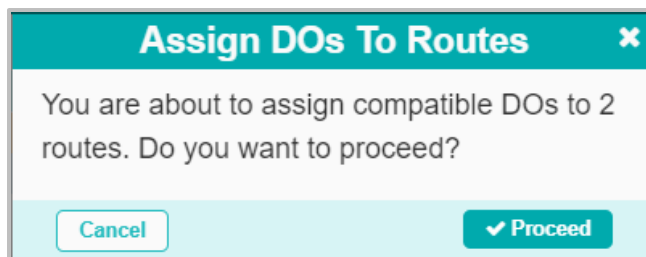 Assign DOs To Routes
You are about to assign compatible DOs to 2
routes. Do you want to proceed?
Cancel
Proceed